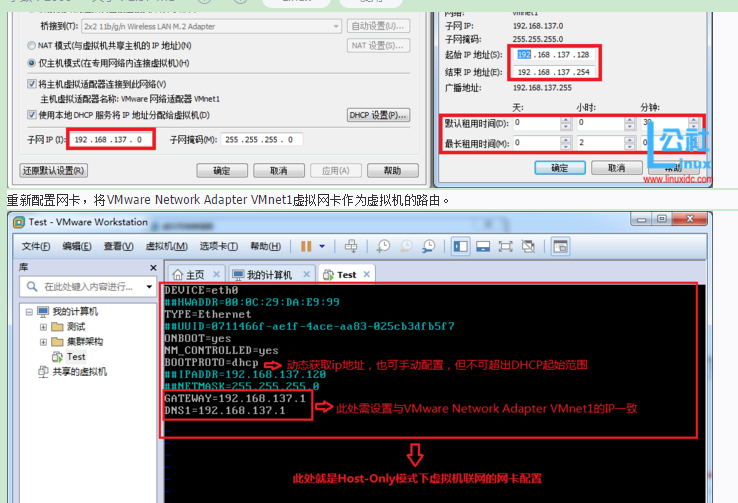 桥接到(T): 2x2 11b/g/n Wireless LAN M.2 Adapter 自动设置(U)...
NAT 模式(与虚拟机共享主机的 IP 地址)(N) NAT 设置(S)...
仅主机模式(在专用网络内连接虚拟机)(H)
将主机虚拟适配器连接到此网络(V)
主机虚拟适配器名称: VMware 网络适配器 VMnet1
使用本地 DHCP 服务将 IP 地址分配给虚拟机(D) DHCP 设置(P)...
子网 IP (I): 192 .168 .137 . 0 子网掩码(M): 255 .255 .255 . 0
还原默认设置(R) 确定 取消 应用(A) 帮助
网络: vmnet1
子网 IP: 192.168.137.0
子网掩码: 255.255.255.0
起始 IP 地址(S): 192 .168 .137 .128
结束 IP 地址(E): 192 .168 .137 .254
广播地址: 192.168.137.255
天: 小时: 分钟:
默认租用时间(D): 0 0 30
最长租用时间(M): 0 2 0
确定 取消 帮助
公社
Linux
www.linuxidc.com
重新配置网卡，将VMware Network Adapter VMnet1虚拟网卡作为虚拟机的路由。
Test - VMware Workstation
文件(F) 编辑(E) 查看(V) 虚拟机(M) 选项卡(T) 帮助(H)
库
在此处键入内容进行...
我的计算机
测试
集群架构
Test
共享的虚拟机
主页 我的计算机 Test
DEVICE=eth0
##HWADDR=00:0C:29:DA:E9:99
TYPE=Ethernet
##UUID=0711466f-ae1f-4ace-aa83-025cb3dfb5f7
ONBOOT=yes
NM_CONTROLLED=yes
BOOTPROTO=dhcp 动态获取ip地址，也可手动配置，但不可超出DHCP起始范围
##IPADDR=192.168.137.120
##NETMASK=255.255.255.0
GATEWAY=192.168.137.1
DNS1=192.168.137.1 此处需设置与VMware Network Adapter VMnet1的IP一致
此处就是Host-Only模式下虚拟机联网的网卡配置